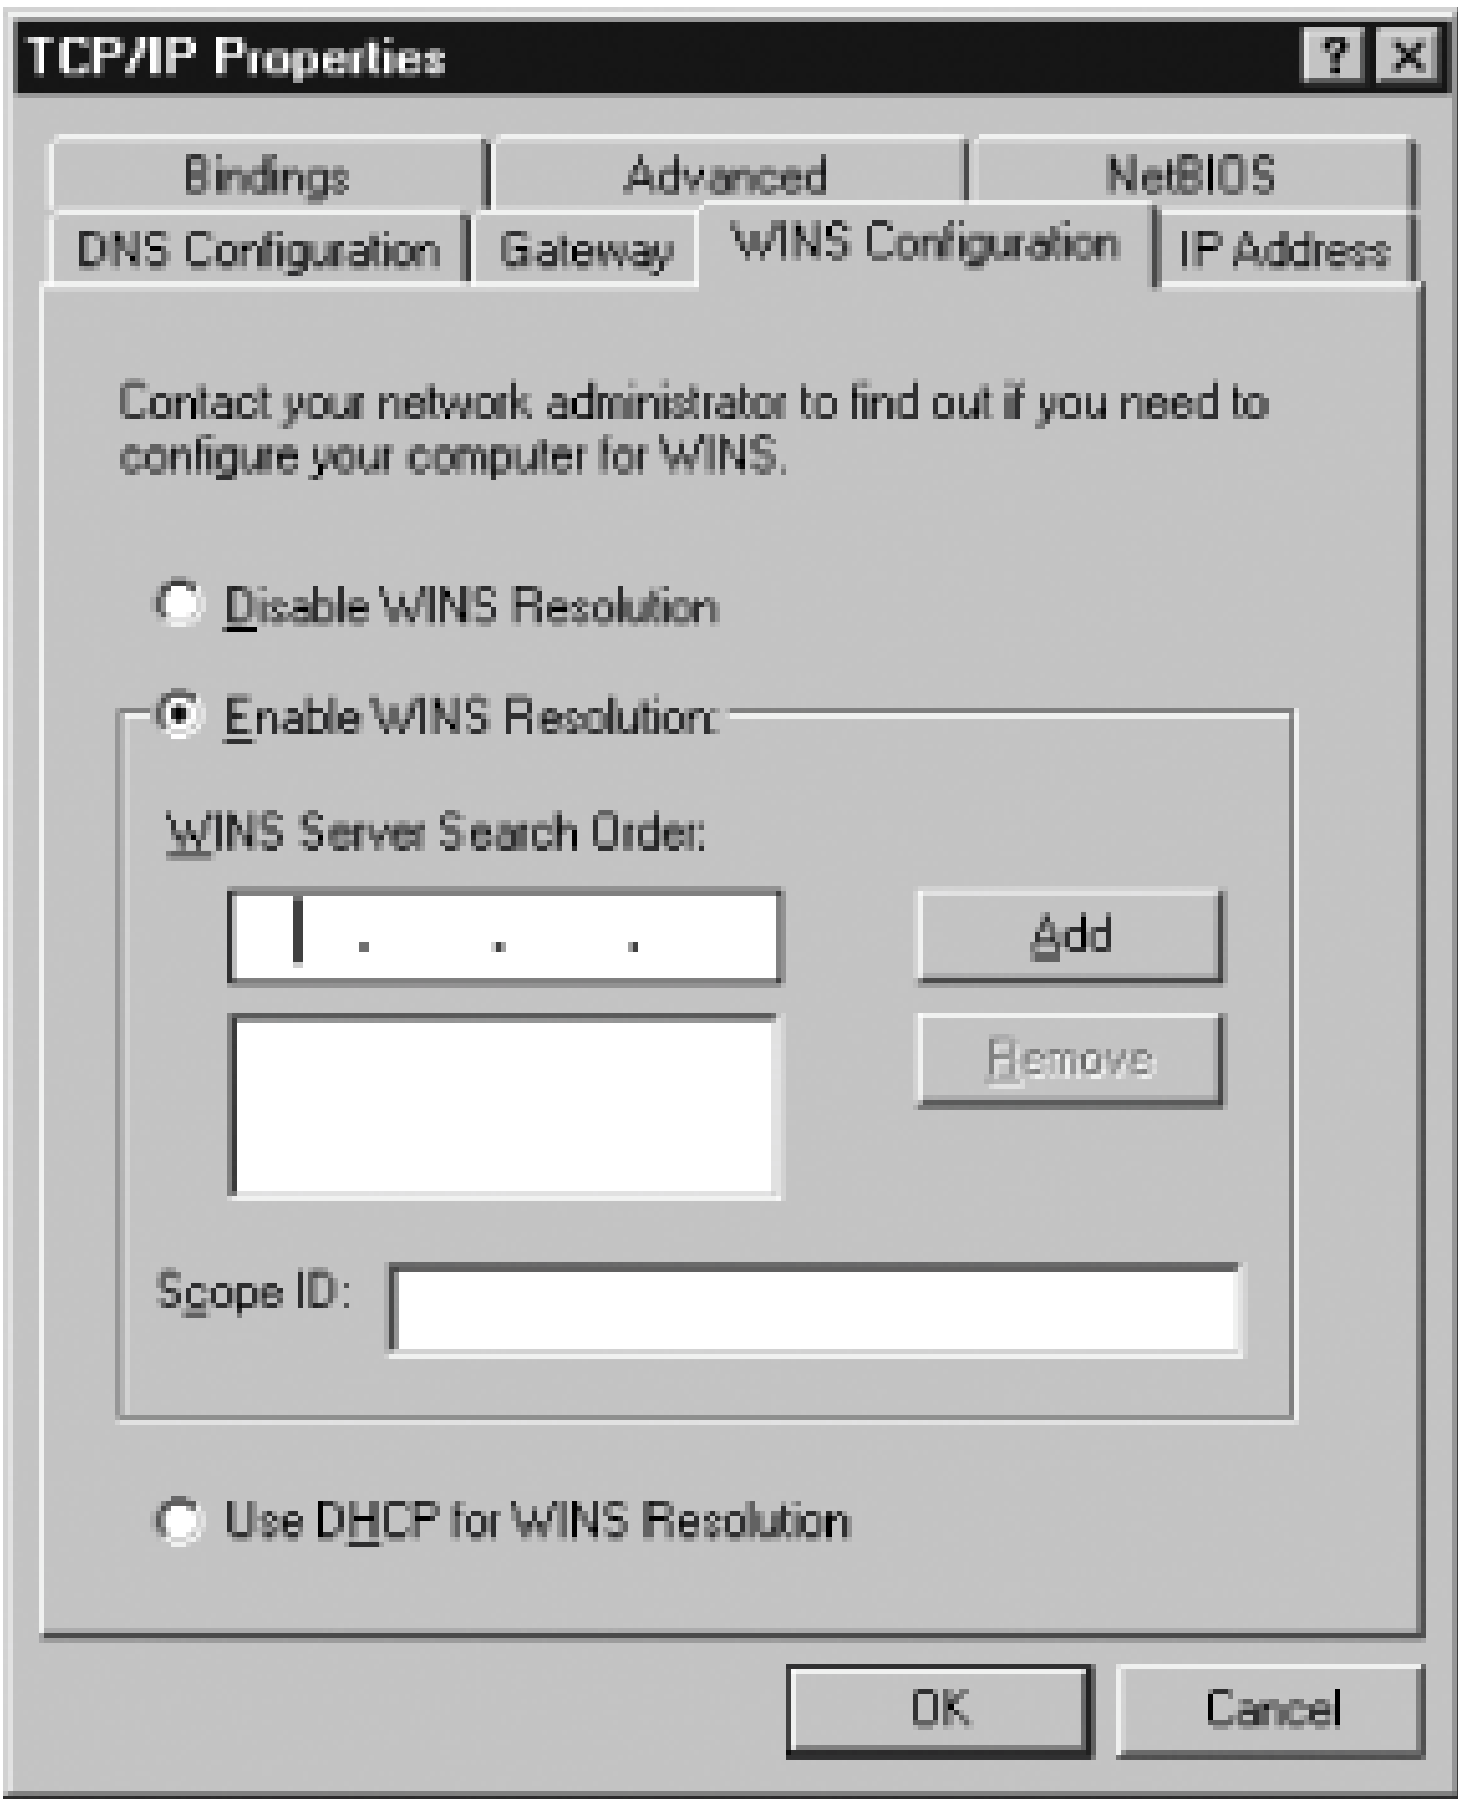 TCP/IP Properties
? X
Bindings Advanced NetBIOS
DNS Configuration Gateway WINS Configuration IP Address
Contact your network administrator to find out if you need to
configure your computer for WINS.
Disable WINS Resolution
Enable WINS Resolution:
WINS Server Search Order:
. . .
Add
Remove
Scope ID:
Use DHCP for WINS Resolution
OK Cancel